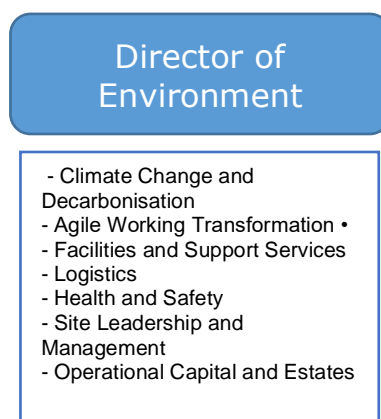 Director of
Environment
- Climate Change and
Decarbonisation
- Agile Working Transformation •
- Facilities and Support Services
- Logistics
- Health and Safety
- Site Leadership and
Management
- Operational Capital and Estates